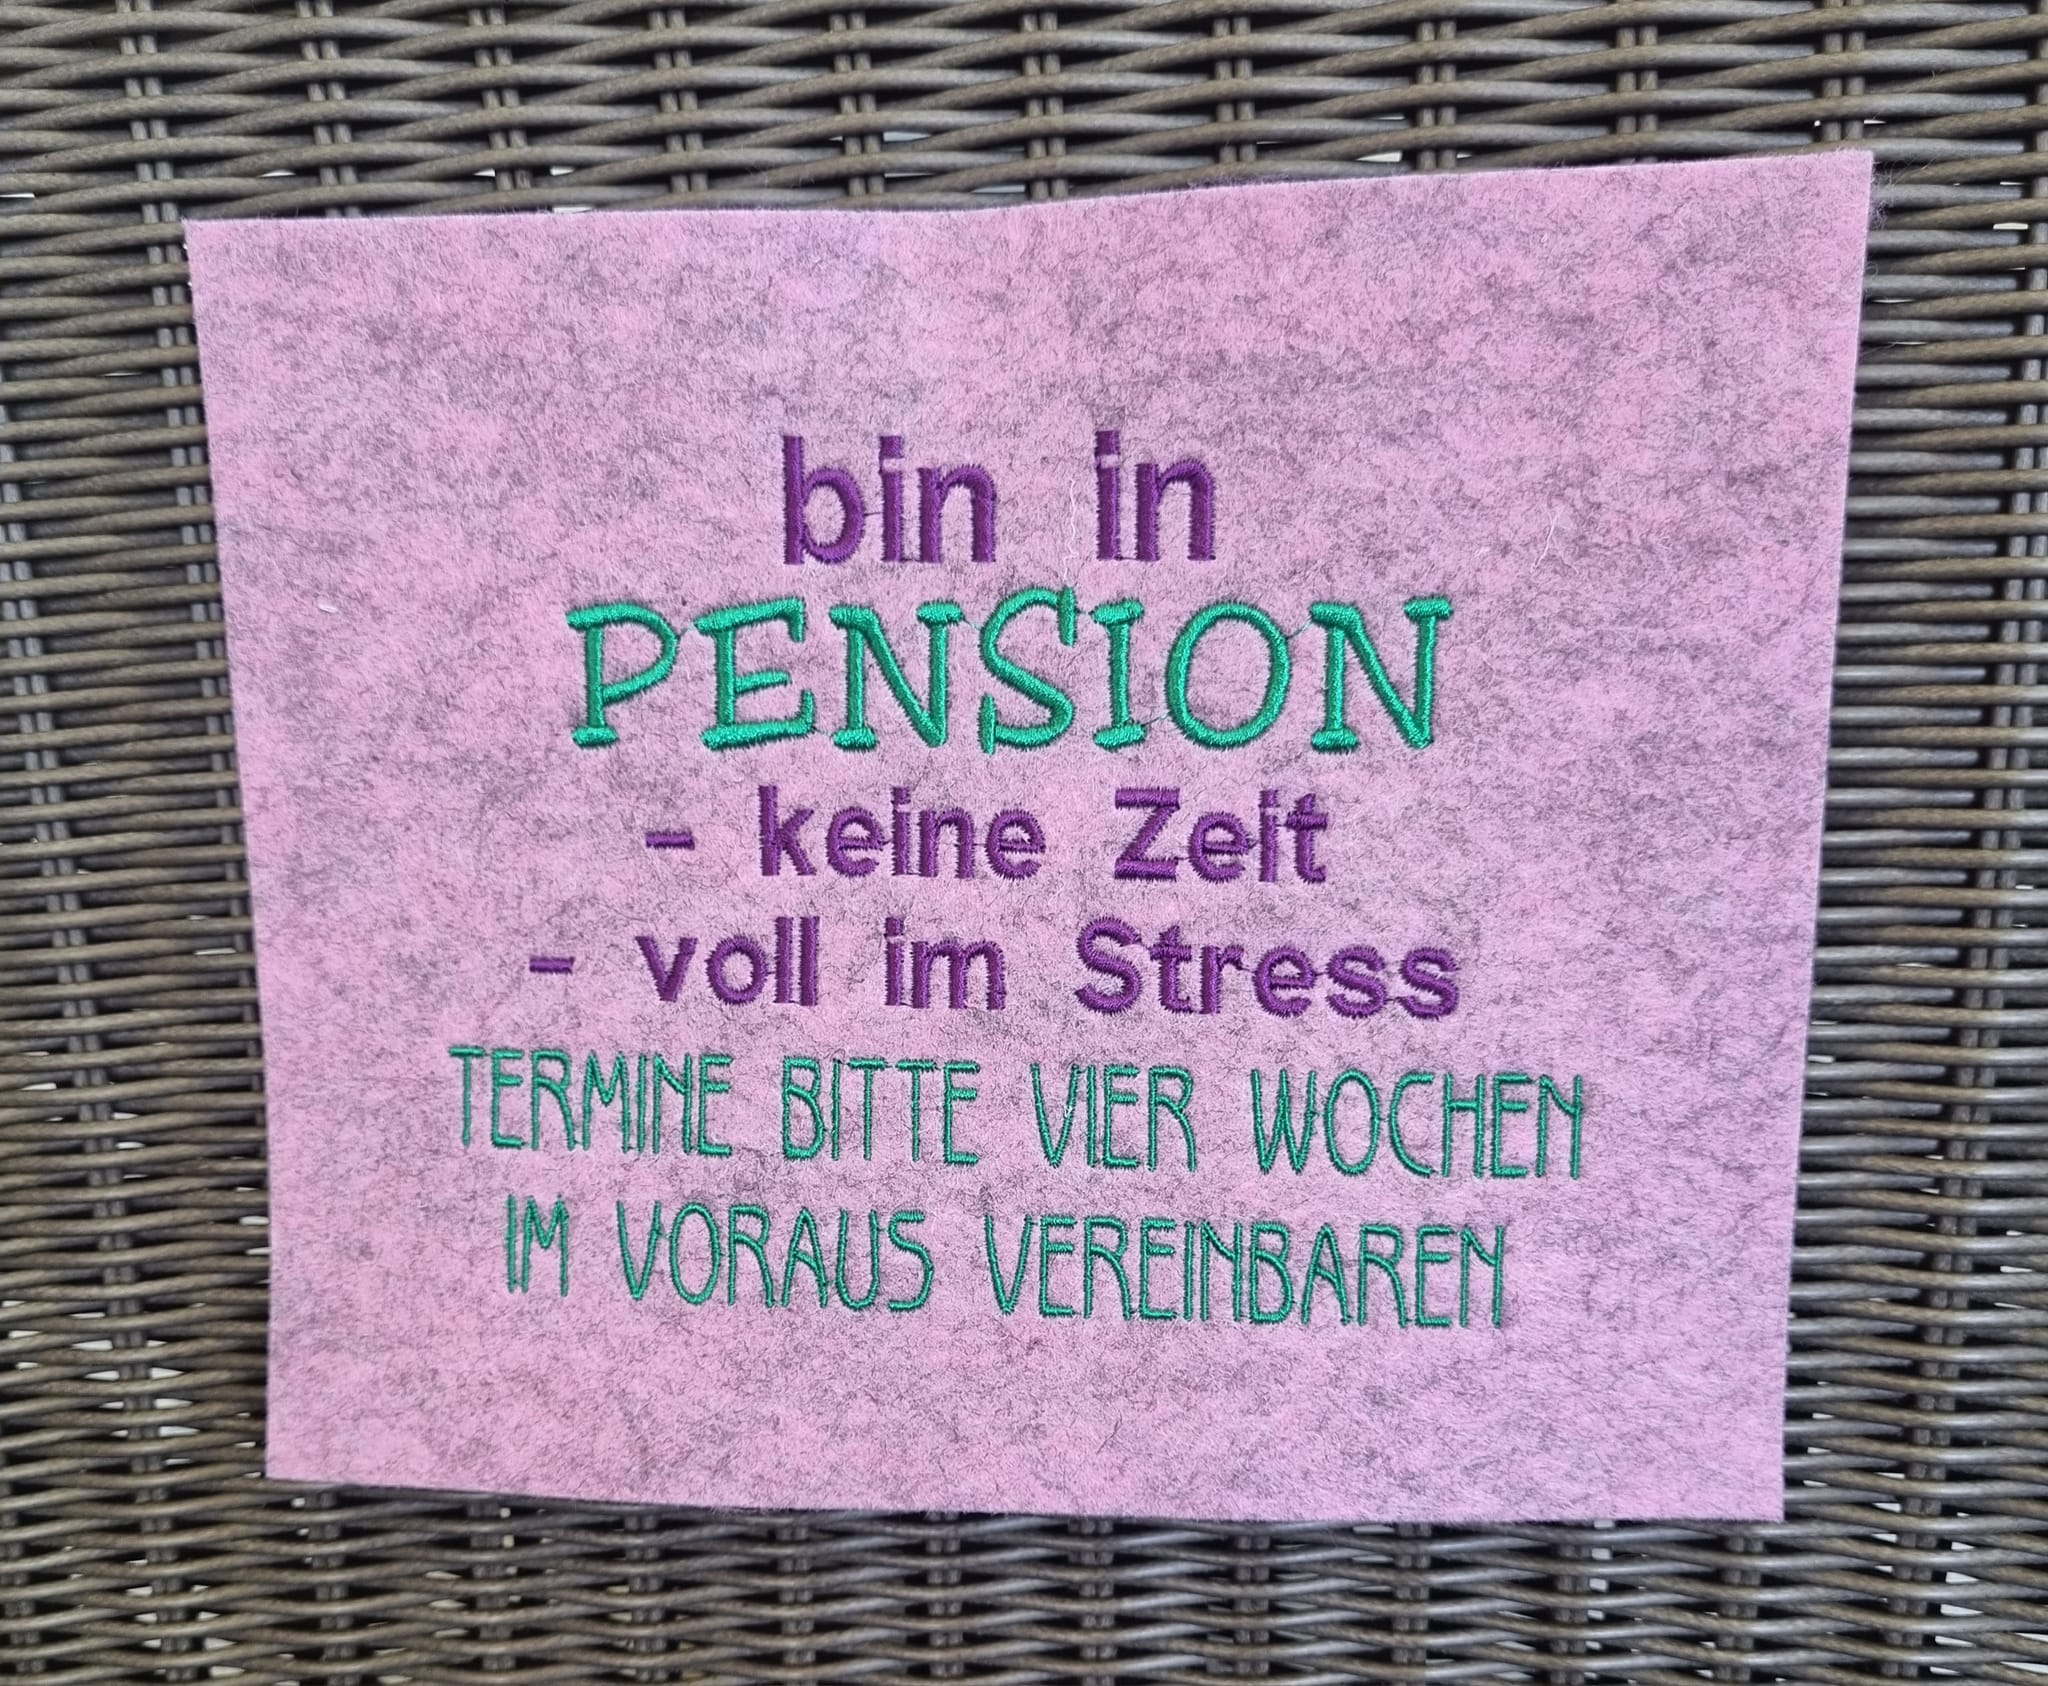 bin in
PENSION
- keine Zeit
- voll im Stress
TERMINE BITTE VIER WOCHEN
IM VORAUS VEREINBAREN